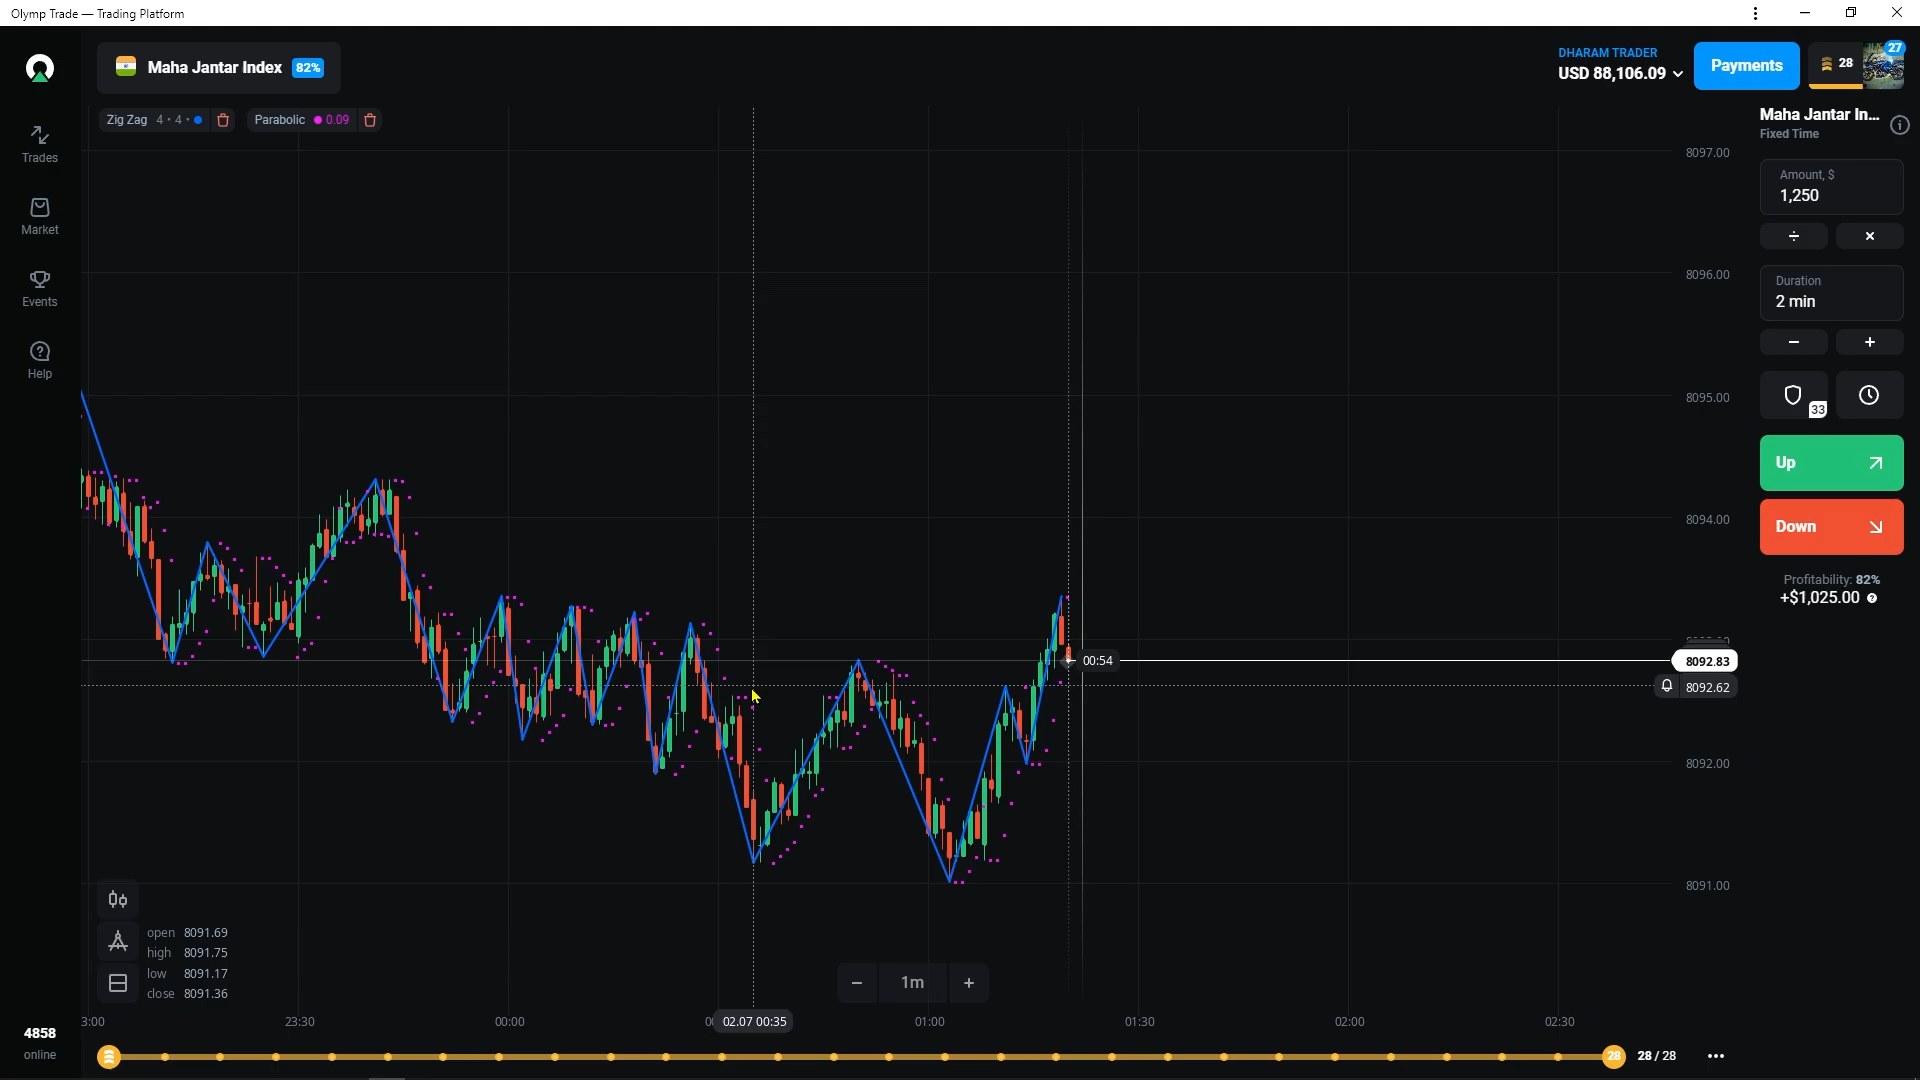 Olymp Trade — Trading Platform
Maha Jantar Index 82%
DHARAM TRADER
USD 88,106.09
Payments
28
27
Zig Zag 4 • 4 •
Parabolic 0.09
Trades
Market
Events
Help
Maha Jantar In...
Fixed Time
Amount, $
1,250
÷ ×
Duration
2 min
− +
33
Up
Down
Profitability: 82%
+$1,025.00
8097.00
8096.00
8095.00
8094.00
00:54
8092.83
8092.62
8092.00
8091.00
open 8091.69
high 8091.75
low 8091.17
close 8091.36
− 1m +
3:00
23:30
00:00
02.07 00:35
01:00
01:30
02:00
02:30
4858
online
28
28 / 28